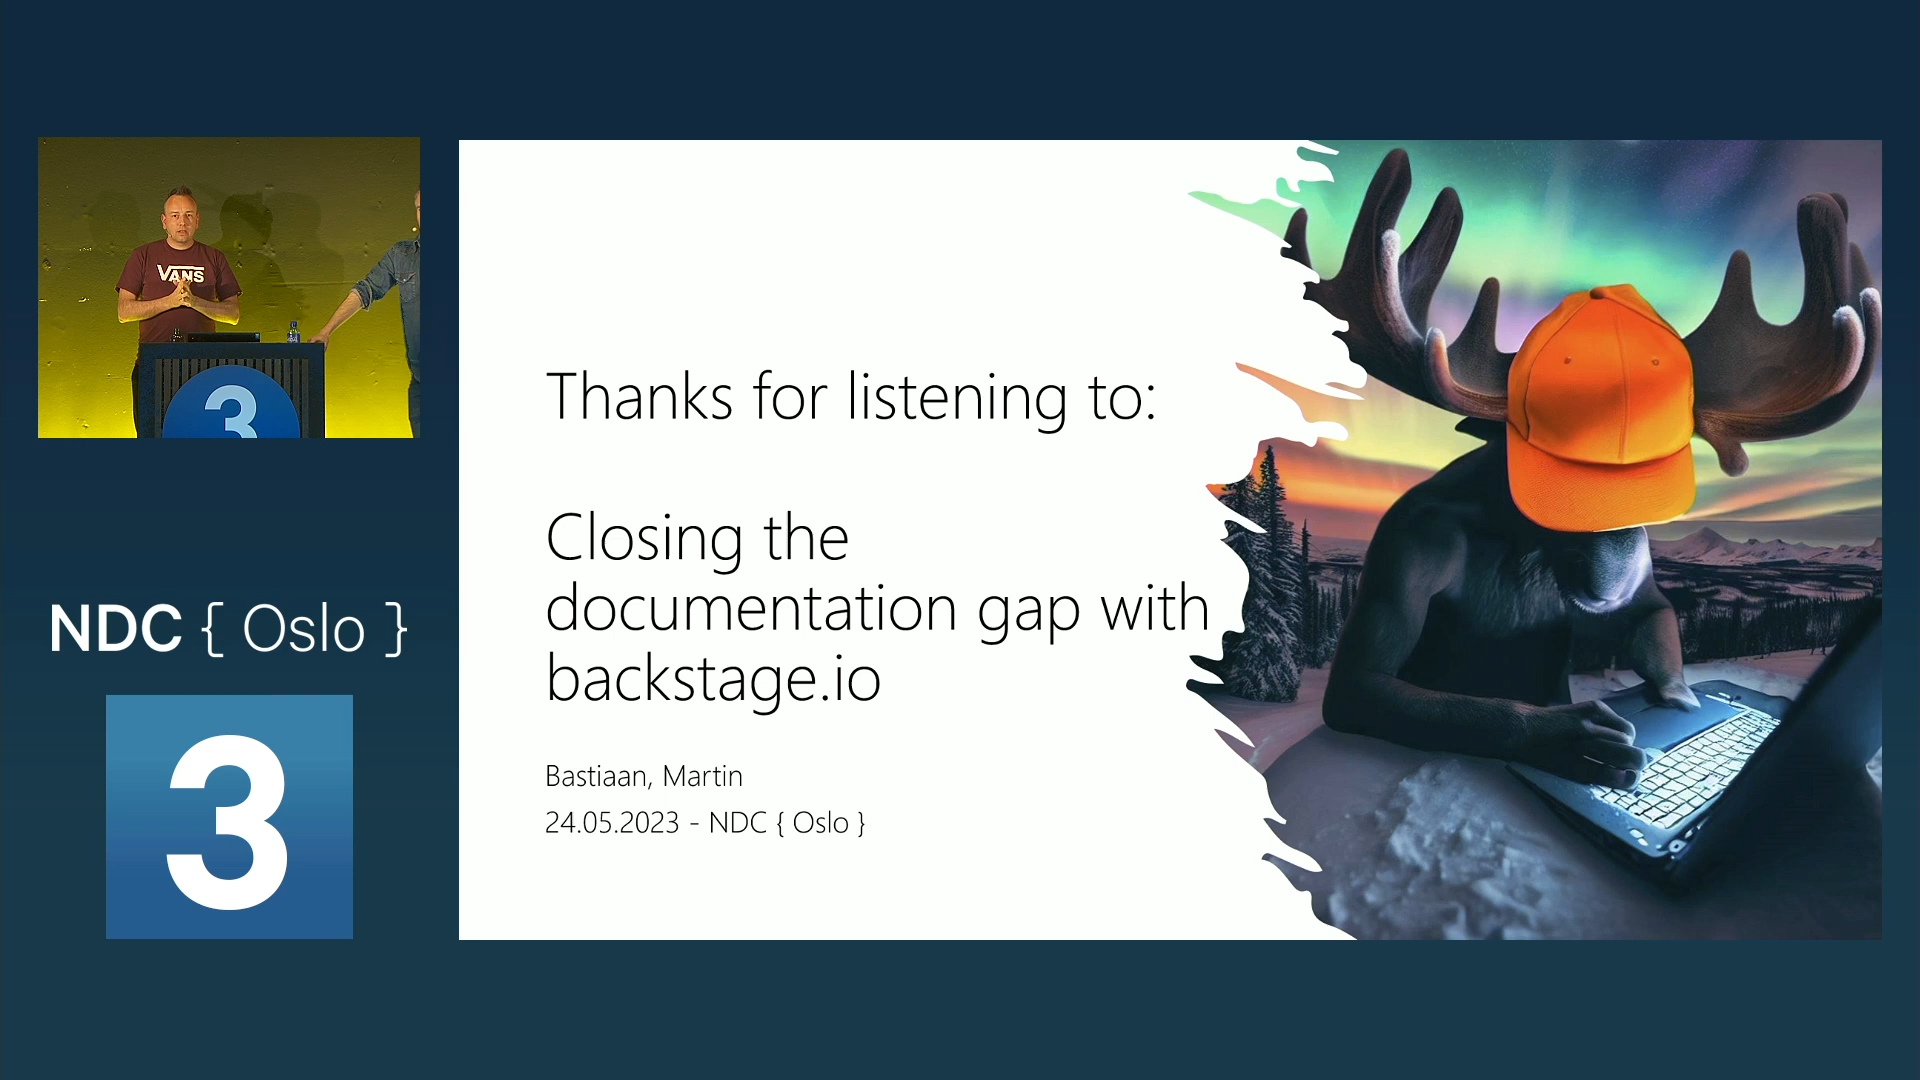 VANS
3
NDC { Oslo }
3
Thanks for listening to:
Closing the
documentation gap with
backstage.io
Bastiaan, Martin
24.05.2023 - NDC { Oslo }